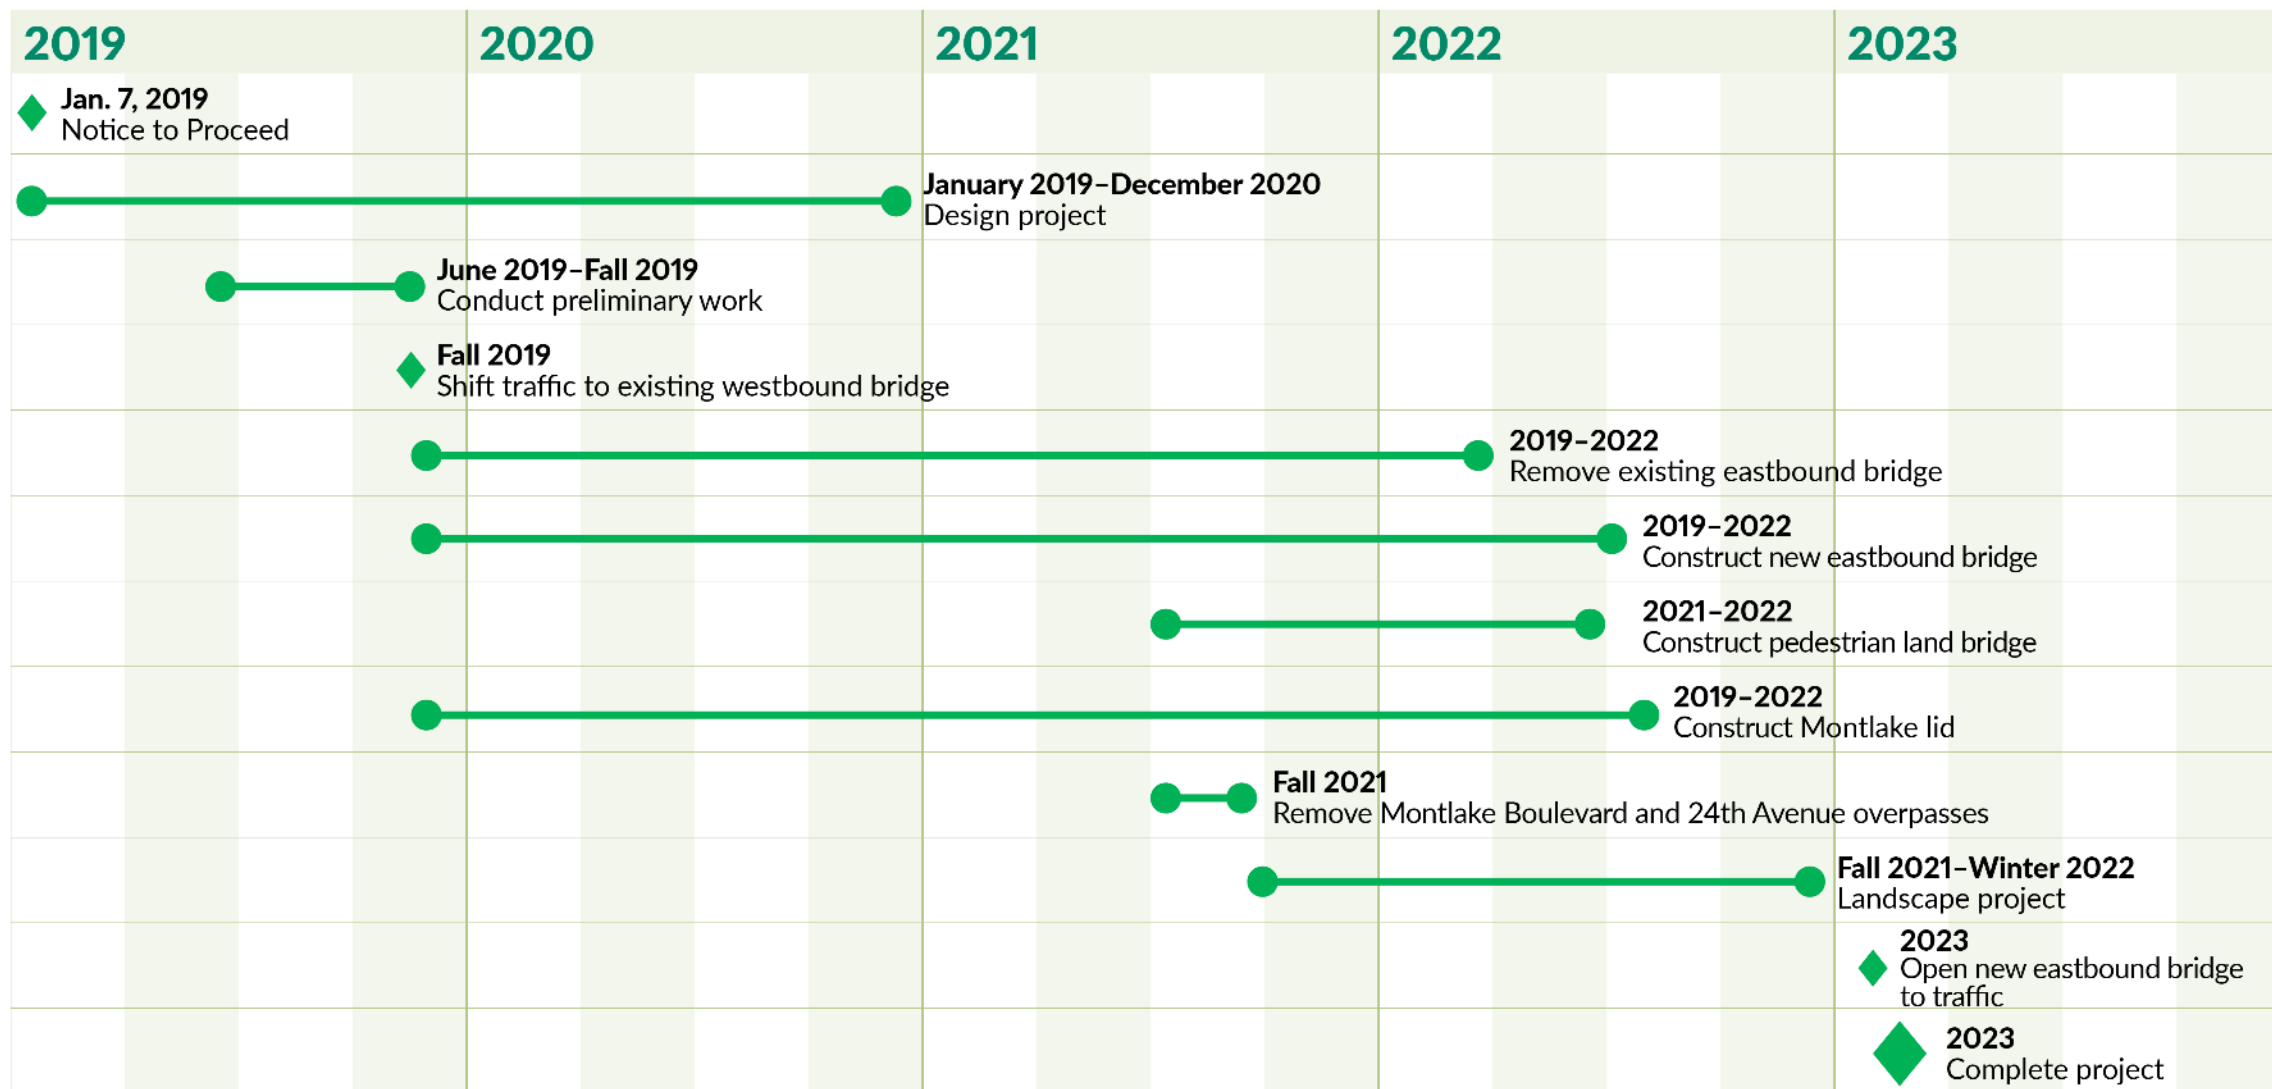 2019
2020
2021
2022
2023
Jan. 7, 2019
Notice to Proceed
January 2019–December 2020
Design project
June 2019–Fall 2019
Conduct preliminary work
Fall 2019
Shift traffic to existing westbound bridge
2019–2022
Remove existing eastbound bridge
2019–2022
Construct new eastbound bridge
2021–2022
Construct pedestrian land bridge
2019–2022
Construct Montlake lid
Fall 2021
Remove Montlake Boulevard and 24th Avenue overpasses
Fall 2021–Winter 2022
Landscape project
2023
Open new eastbound bridge
to traffic
2023
Complete project